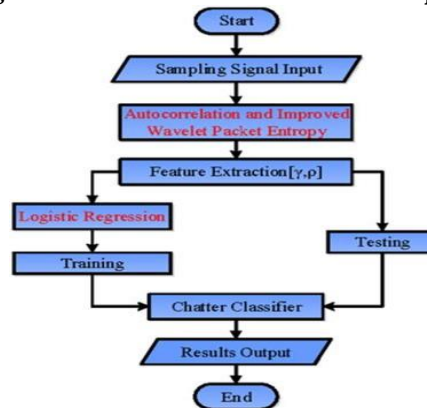 Start
Sampling Signal Input
Autocorrelation and Improved
Wavelet Packet Entropy
Feature Extraction[γ,ρ]
Logistic Regression
Testing
Training
Chatter Classifier
Results Output
End